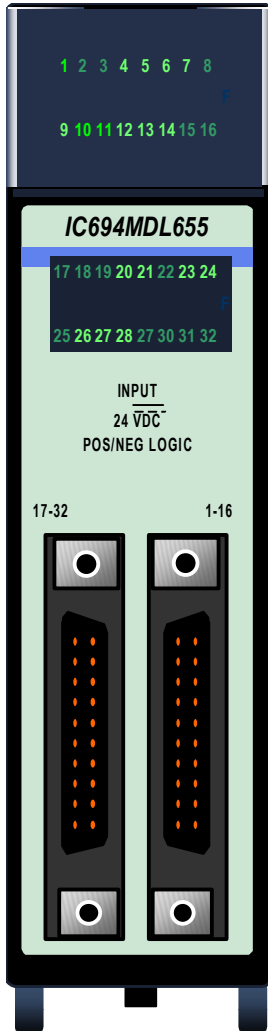 1 2 3 4 5 6 7 8
F
9 10 11 12 13 14 15 16
IC694MDL655
17 18 19 20 21 22 23 24
F
25 26 27 28 27 30 31 32
INPUT
24 VDC
POS/NEG LOGIC
17-32 1-16